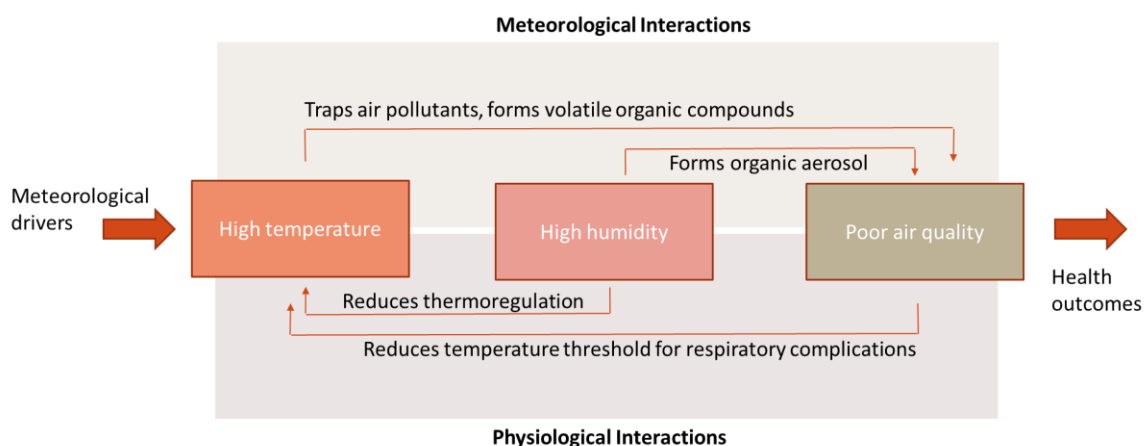 Meteorological Interactions
Traps air pollutants, forms volatile organic compounds
Forms organic aerosol
Meteorological
drivers
High temperature
High humidity
Poor air quality
Health
outcomes
Reduces thermoregulation
Reduces temperature threshold for respiratory complications
Physiological Interactions